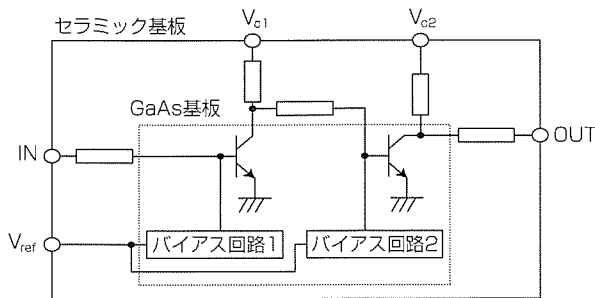 セラミック基板
Vc1
Vc2
GaAs基板
IN
OUT
Vref
バイアス回路1
バイアス回路2